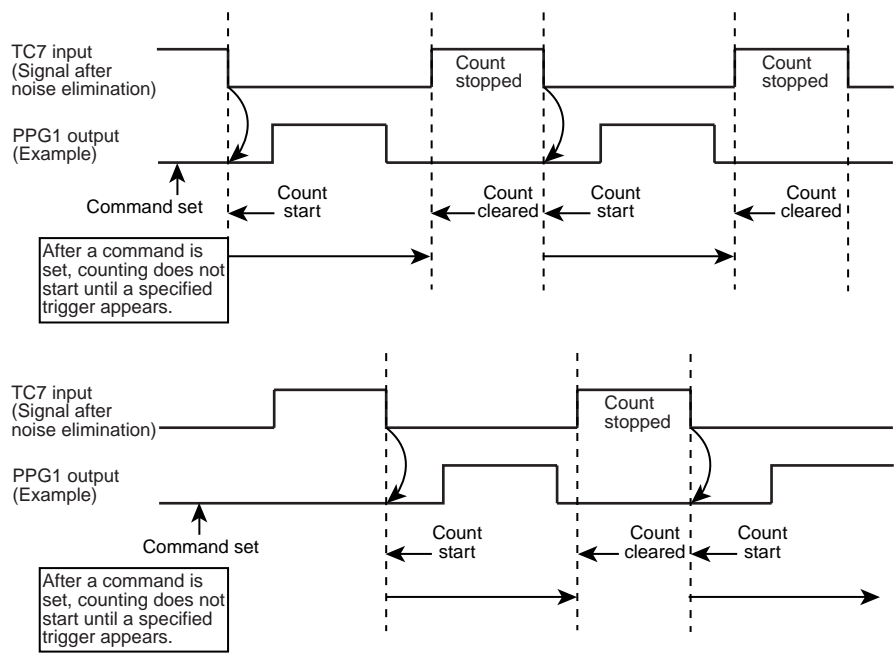 TC7 input
(Signal after
noise elimination)
Count
stopped
Count
stopped
PPG1 output
(Example)
Command set
Count
start
Count
cleared
Count
start
Count
cleared
After a command is
set, counting does not
start until a specified
trigger appears.
TC7 input
(Signal after
noise elimination)
Count
stopped
PPG1 output
(Example)
Command set
Count
start
Count
cleared
Count
start
After a command is
set, counting does not
start until a specified
trigger appears.